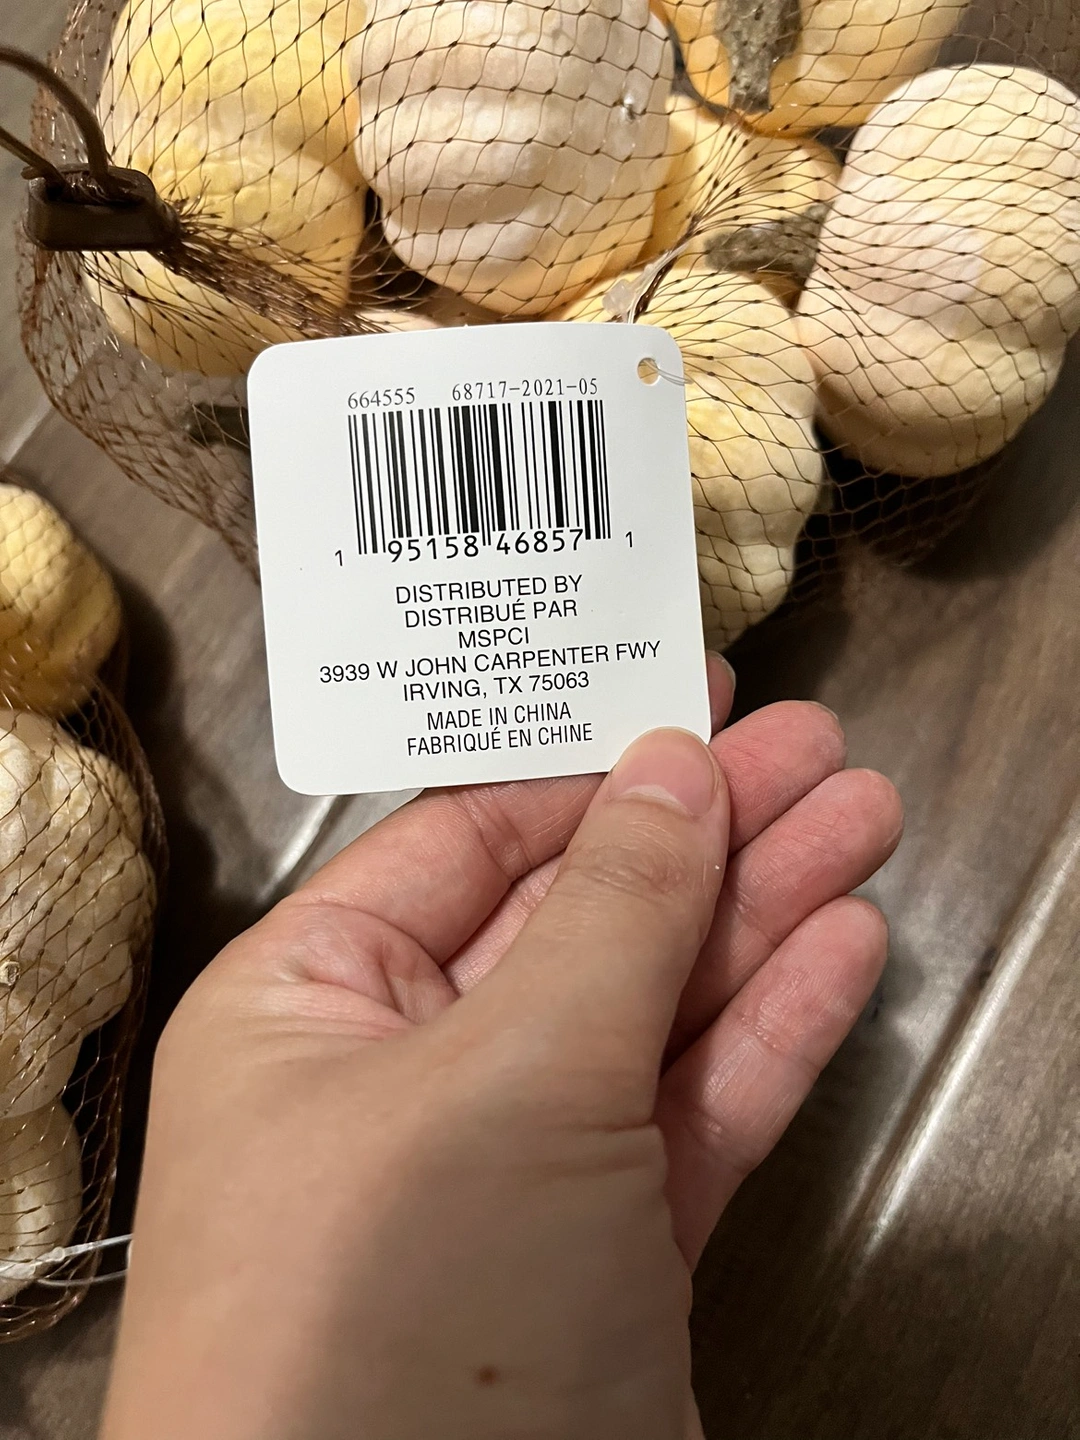 664555 68717-2021-05
1 95158 46857 1
DISTRIBUTED BY
DISTRIBUÉ PAR
MSPCI
3939 W JOHN CARPENTER FWY
IRVING, TX 75063
MADE IN CHINA
FABRIQUÉ EN CHINE